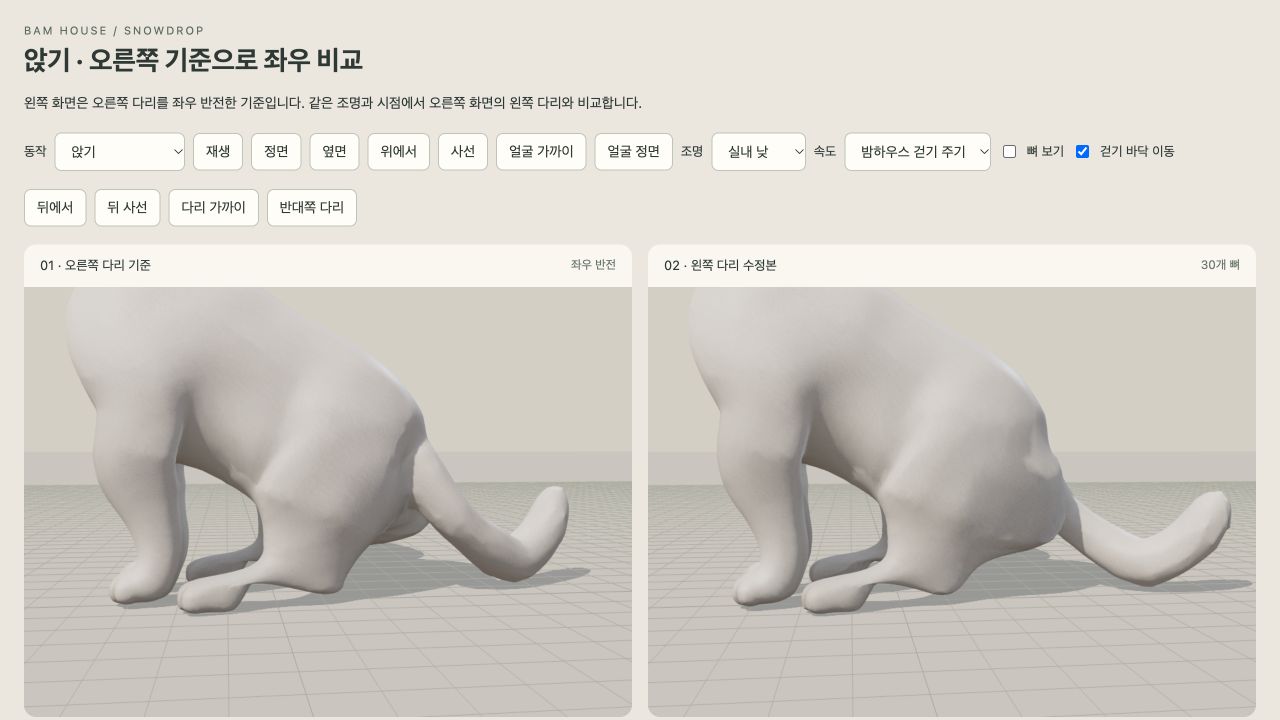 BAM HOUSE / SNOWDROP
앉기 · 오른쪽 기준으로 좌우 비교
왼쪽 화면은 오른쪽 다리를 좌우 반전한 기준입니다. 같은 조명과 시점에서 오른쪽 화면의 왼쪽 다리와 비교합니다.
동작 앉기 재생 정면 옆면 위에서 사선 얼굴 가까이 얼굴 정면 조명 실내 낮 속도 밤하우스 걷기 주기 뼈 보기 걷기 바닥 이동
뒤에서 뒤 사선 다리 가까이 반대쪽 다리
01 · 오른쪽 다리 기준 좌우 반전
02 · 왼쪽 다리 수정본 30개 뼈